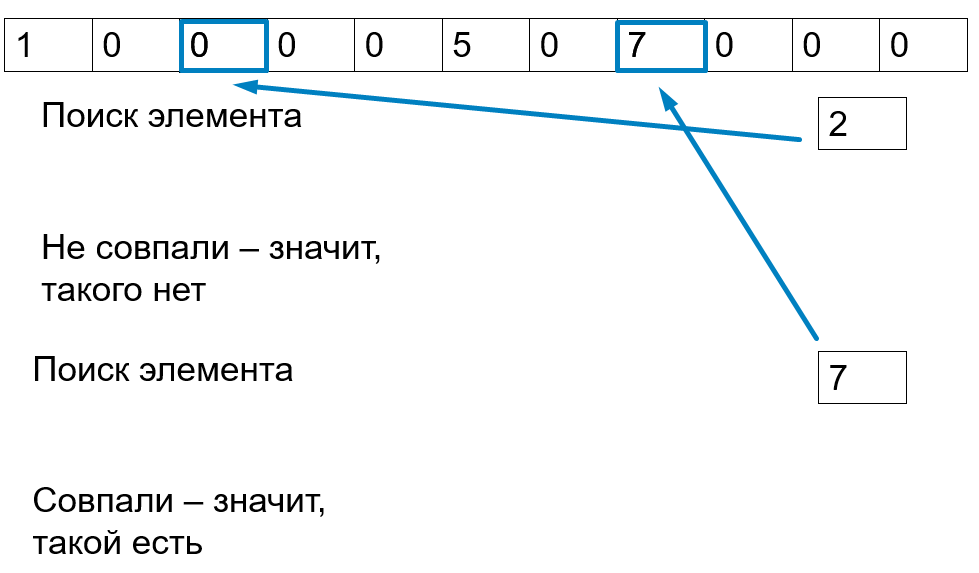 1 0 0 0 0 5 0 7 0 0 0
Поиск элемента 2
Не совпали – значит,
такого нет
Поиск элемента 7
Совпали – значит,
такой есть